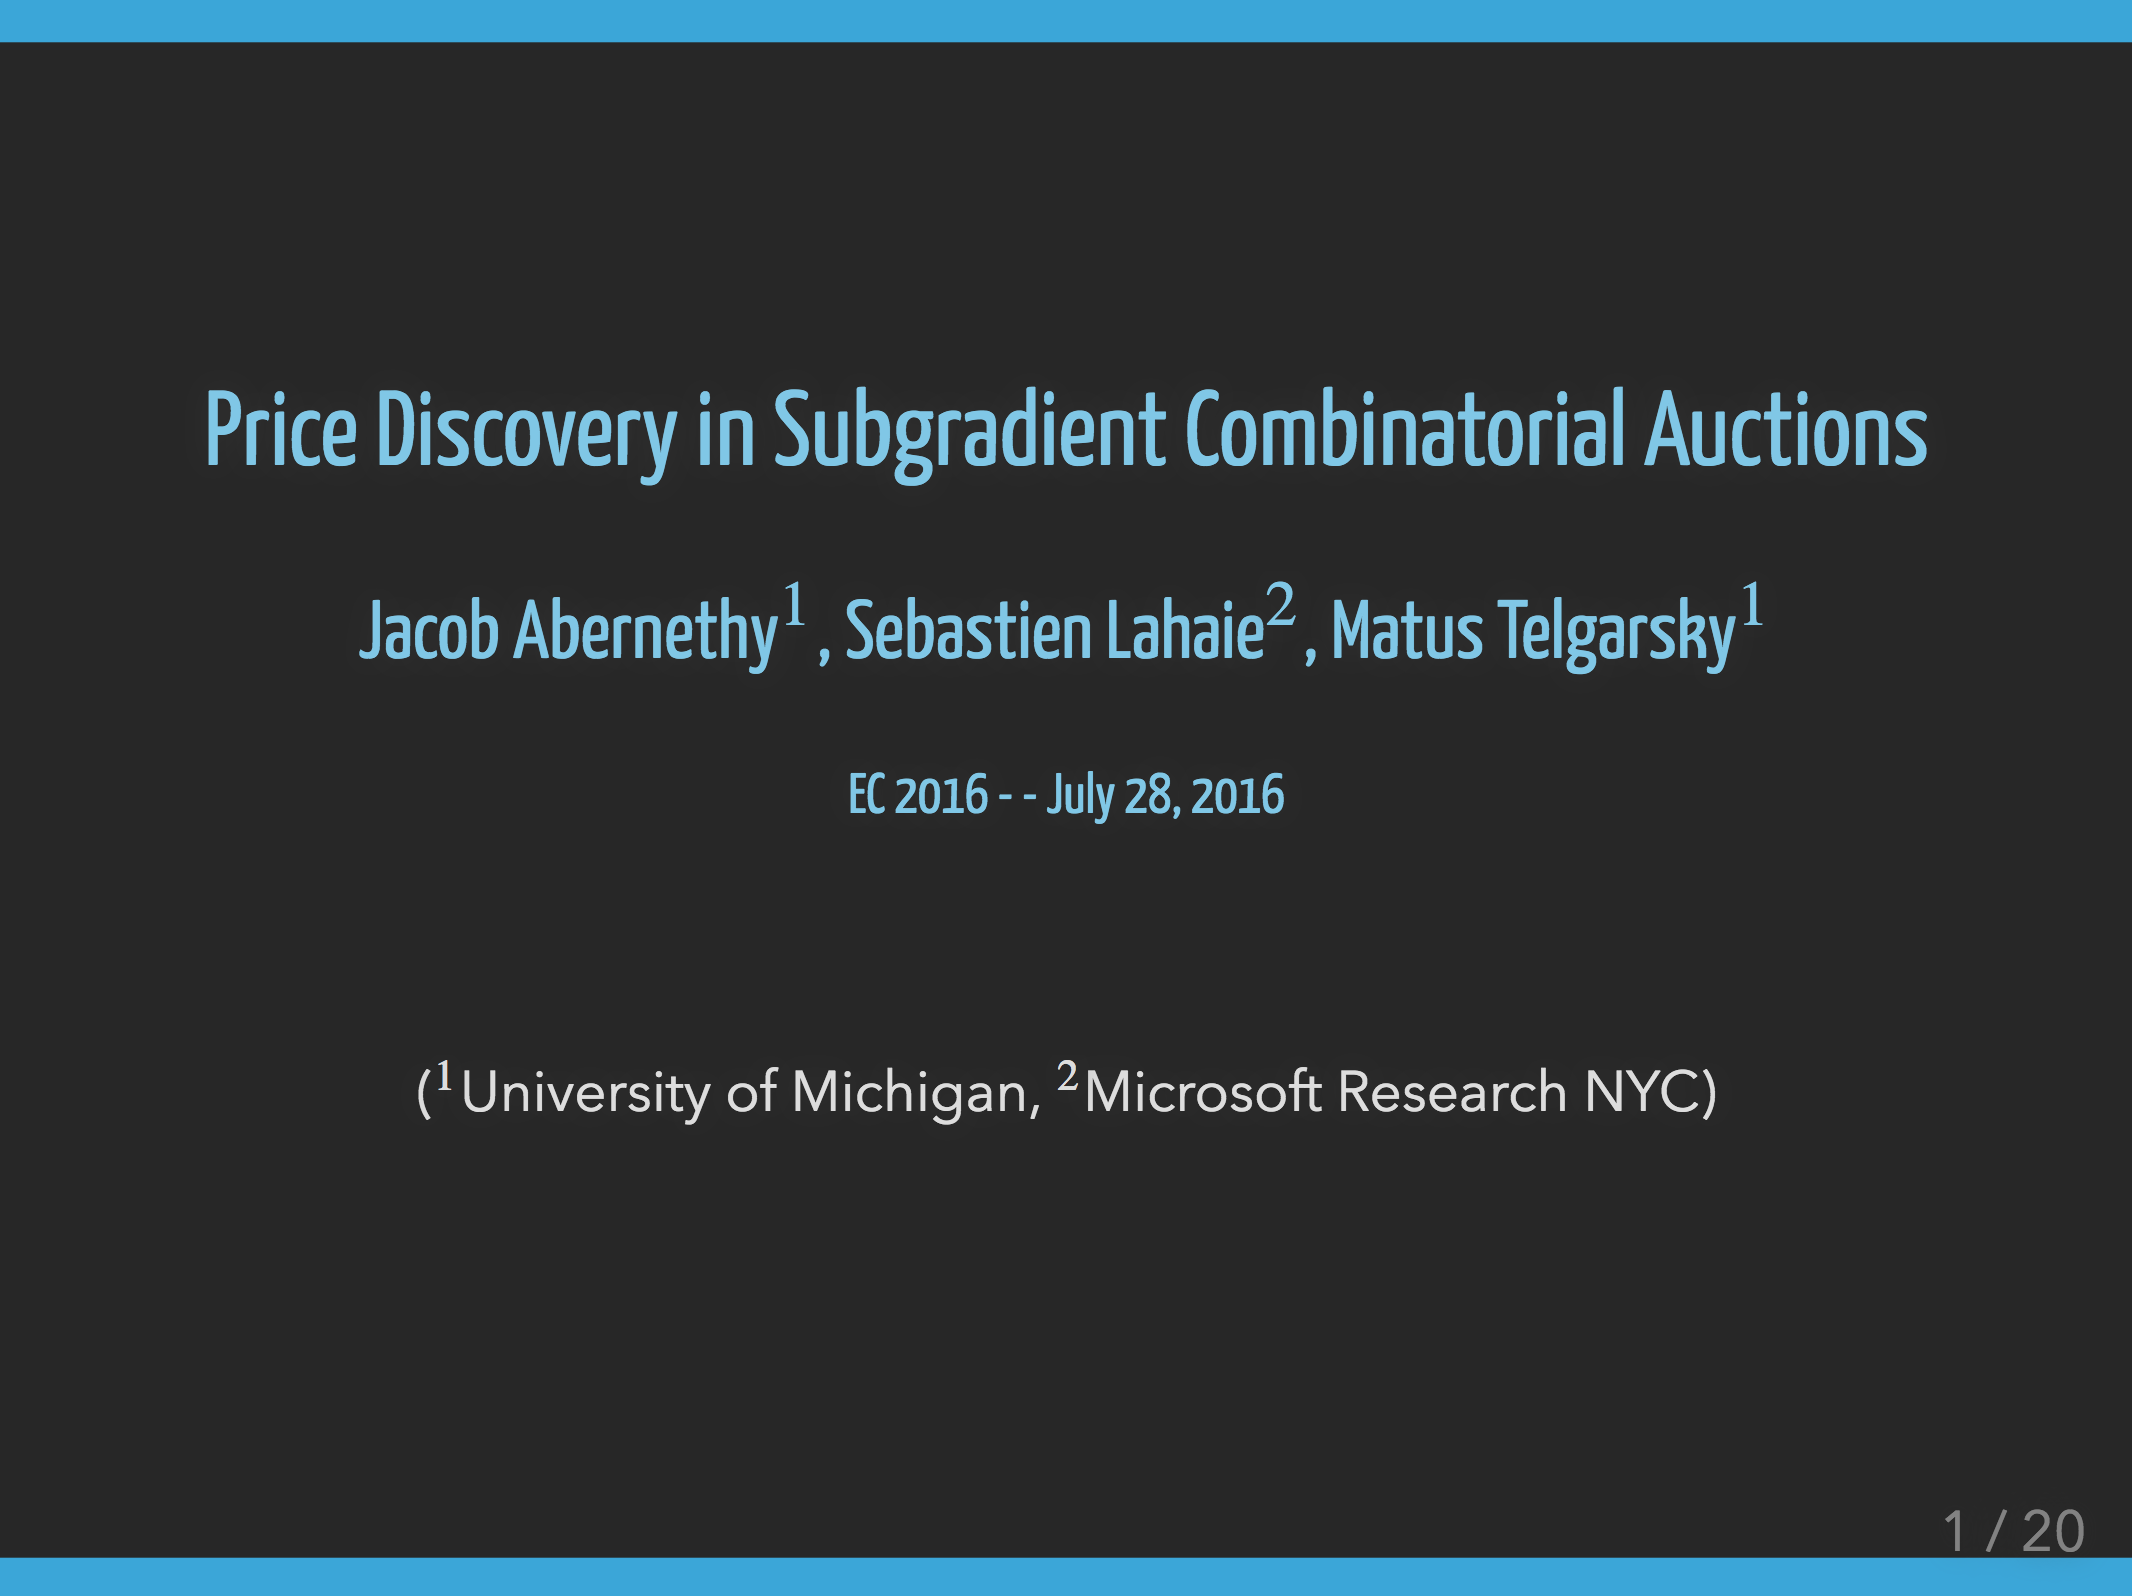 Price Discovery in Subgradient Combinatorial Auctions
Jacob Abernethy¹, Sebastien Lahaie², Matus Telgarsky¹
EC 2016 - - July 28, 2016
(¹University of Michigan, ²Microsoft Research NYC)
1 / 20